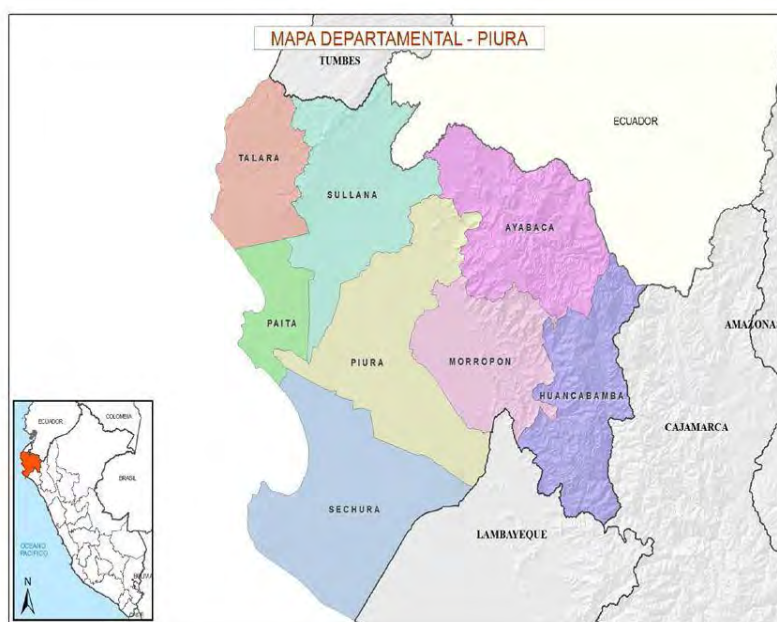 MAPA DEPARTAMENTAL - PIURA
TUMBES
ECUADOR
TALARA
SULLANA
AYABACA
PAITA
PIURA
MORROPON
HUANCABAMBA
AMAZONAS
CAJAMARCA
SECHURA
LAMBAYEQUE
ECUADOR
COLOMBIA
BRASIL
OCEANO
PACIFICO
N